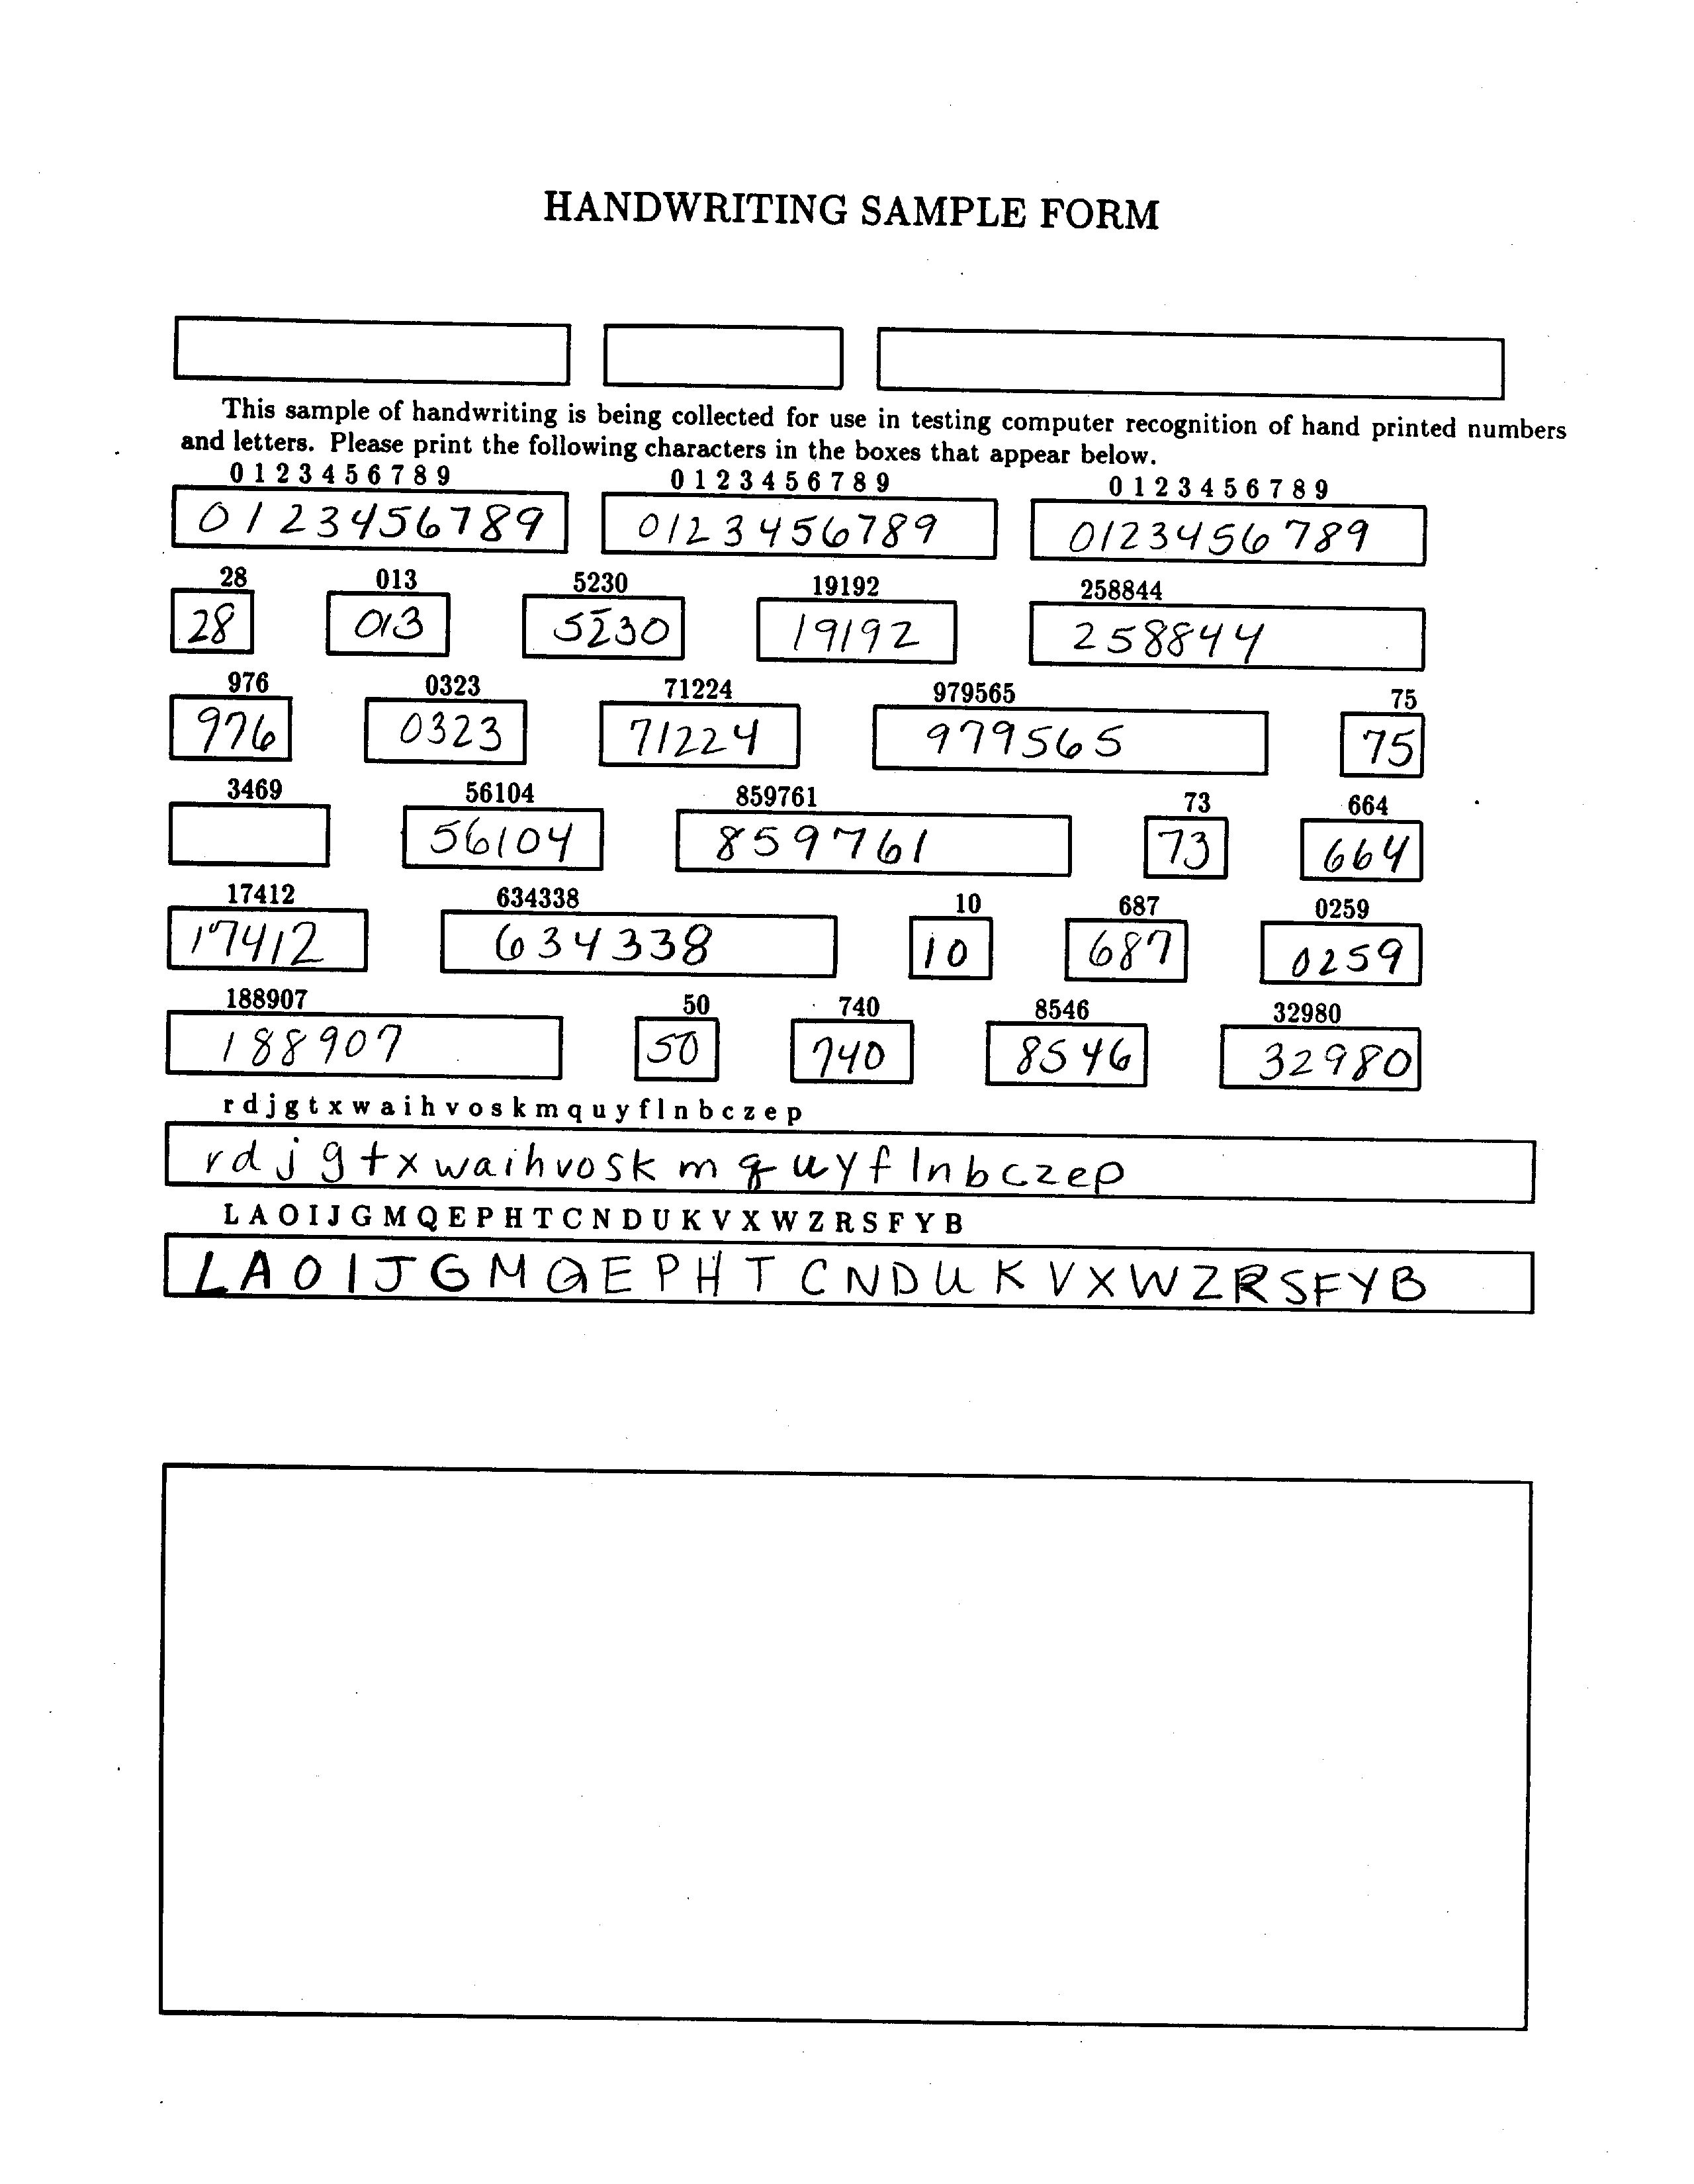 HANDWRITING SAMPLE FORM
This sample of handwriting is being collected for use in testing computer recognition of hand printed numbers
and letters. Please print the following characters in the boxes that appear below.
0 1 2 3 4 5 6 7 8 9 0 1 2 3 4 5 6 7 8 9 0 1 2 3 4 5 6 7 8 9
0123456789 0123456789 0123456789
28 013 5230 19192 258844
28 013 5230 19192 258844
976 0323 71224 979565 75
976 0323 71224 979565 75
3469 56104 859761 73 664
56104 859761 73 664
17412 634338 10 687 0259
17412 634338 10 687 0259
188907 50 740 8546 32980
188907 50 740 8546 32980
r d j g t x w a i h v o s k m q u y f l n b c z e p
r d j g t x w a i h v o s k m q u y f l n b c z e p
L A O I J G M Q E P H T C N D U K V X W Z R S F Y B
L A O I J G M Q E P H T C N D U K V X W Z R S F Y B